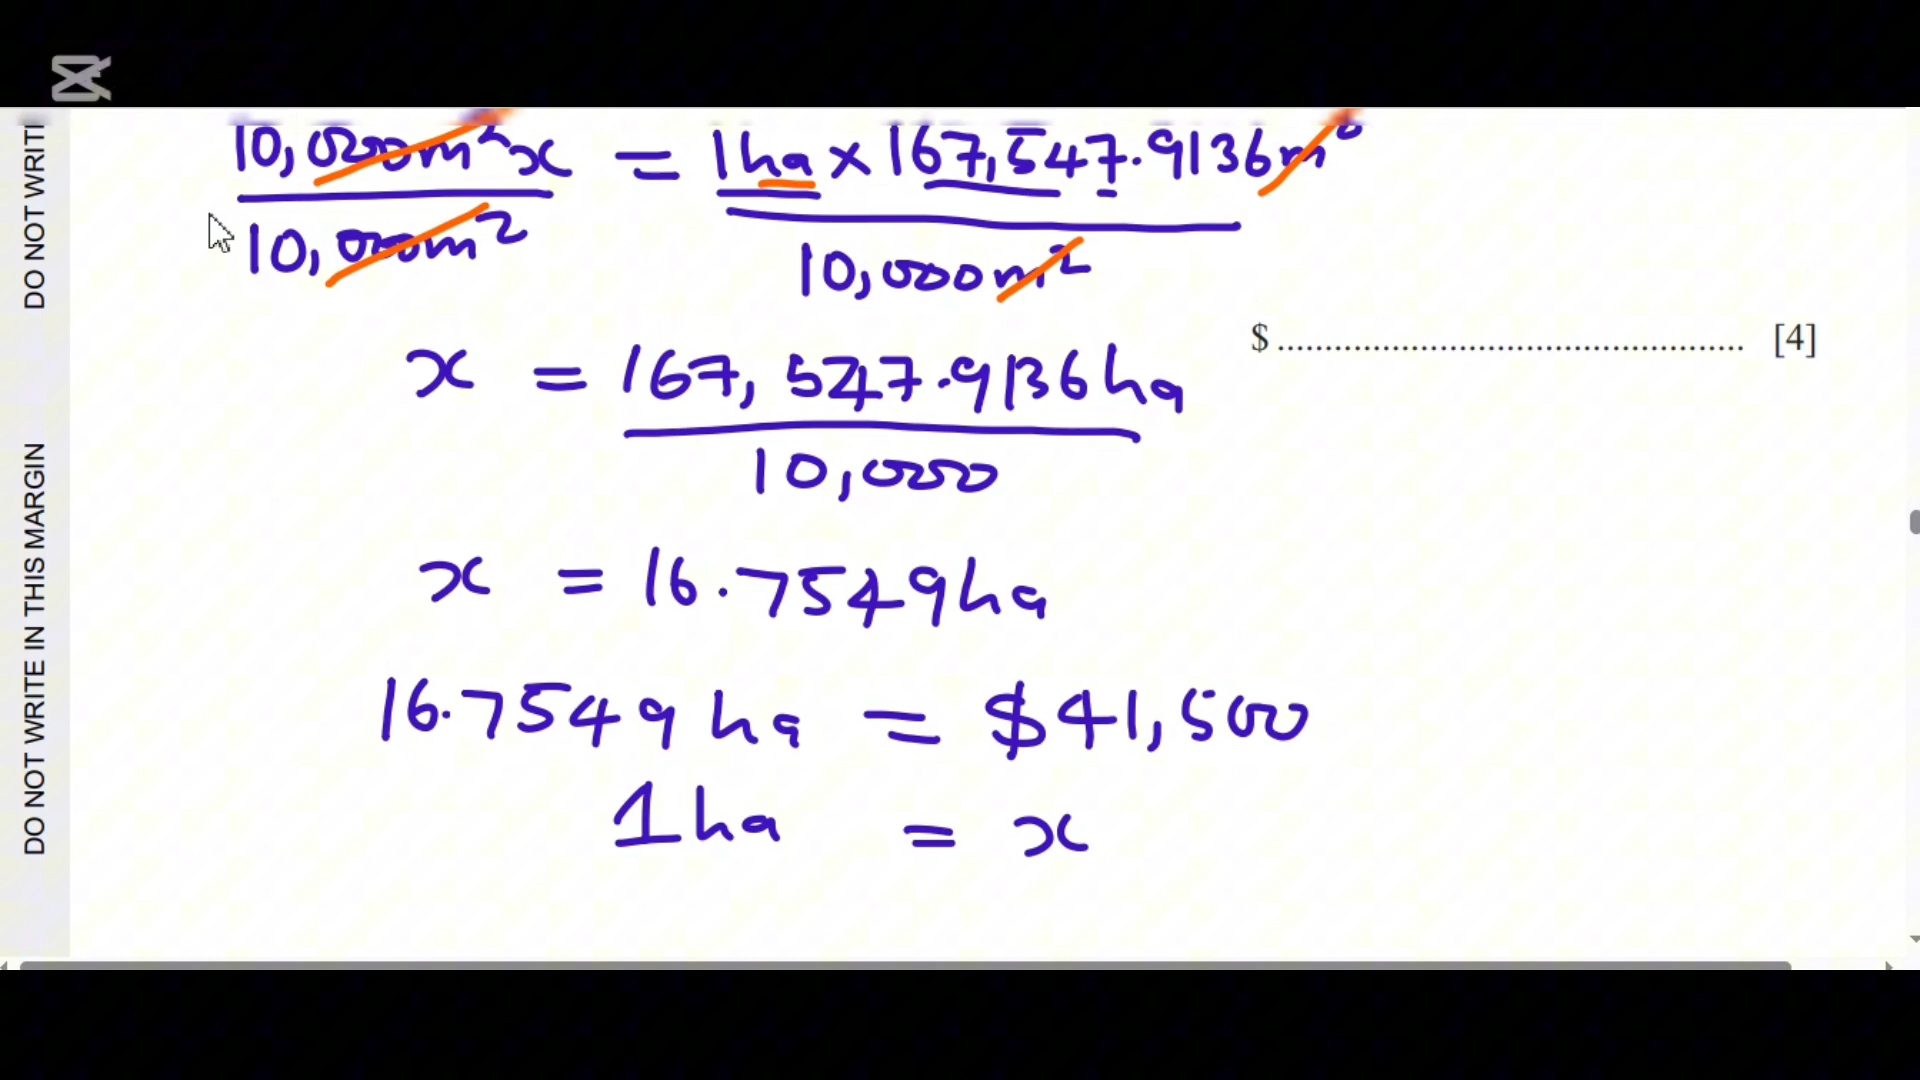 10,000m²x = 1ha x 167,547.9136m²
10,000m² 10,000m²
$ ................................................ [4]
x = 167,547.9136ha
10,000
x = 16.7549ha
16.7549 ha = $41,500
1ha = x
DO NOT WRITE IN THIS MARGIN
DO NOT WRITI